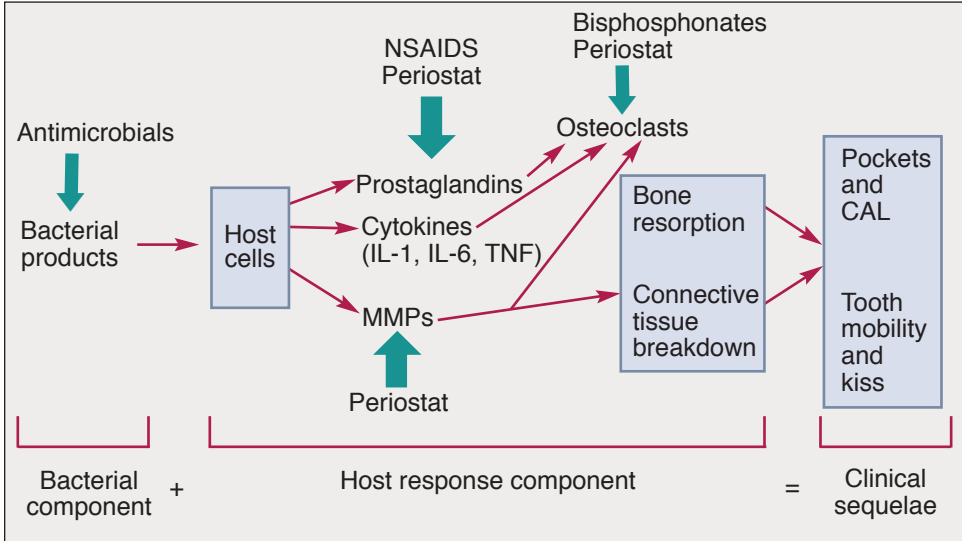 Bisphosphonates
Periostat
NSAIDS
Periostat
Antimicrobials
Osteoclasts
Prostaglandins
Bacterial
products
Host
cells
Cytokines
(IL-1, IL-6, TNF)
MMPs
Periostat
Bone
resorption
Connective
tissue
breakdown
Pockets
and
CAL
Tooth
mobility
and
kiss
Bacterial
component
+
Host response component
=
Clinical
sequelae